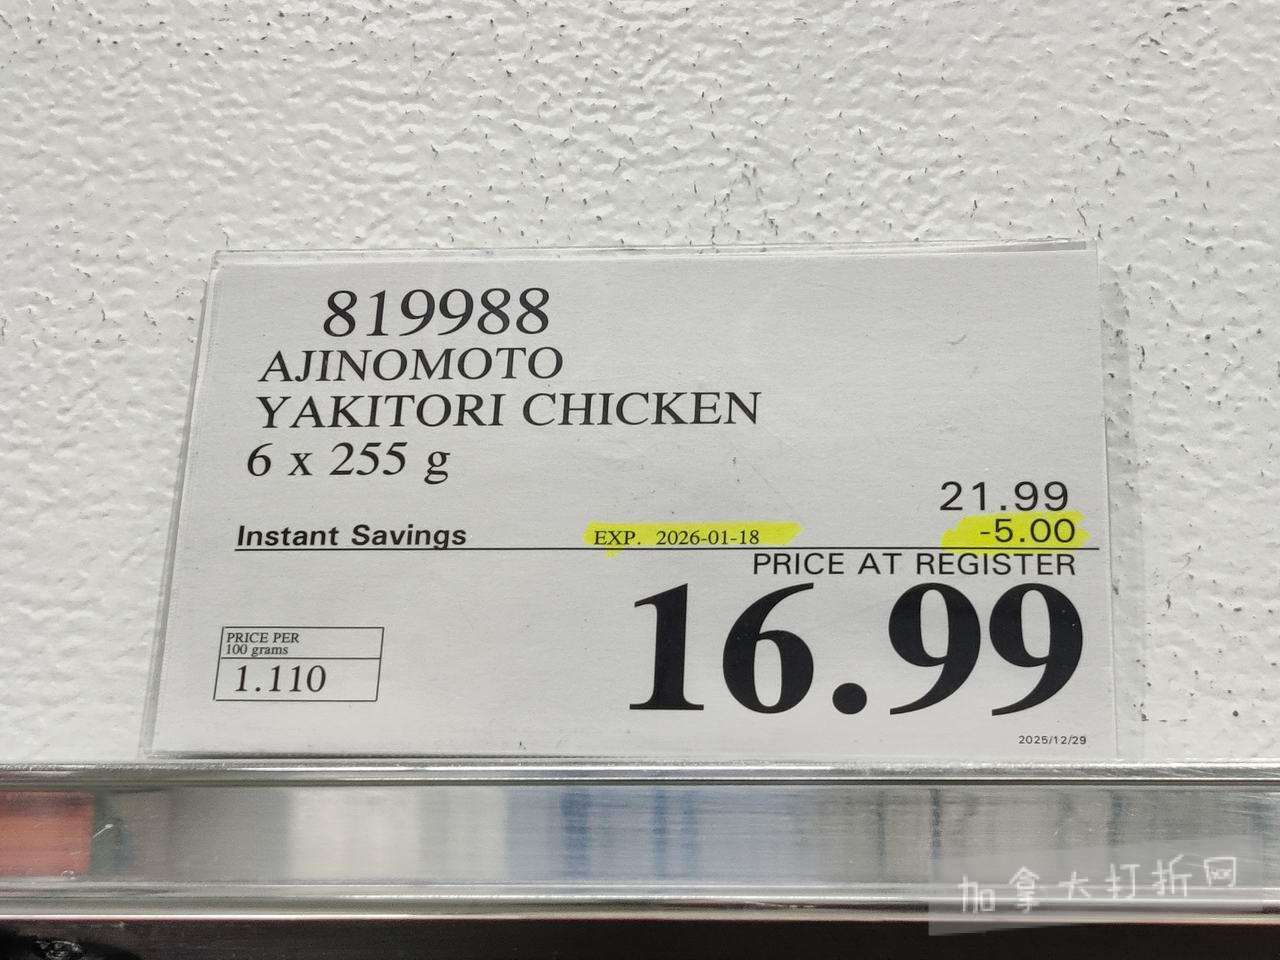 819988
AJINOMOTO
YAKITORI CHICKEN
6 x 255 g
21.99
Instant Savings EXP. 2026-01-18 -5.00
PRICE AT REGISTER
16.99
PRICE PER
100 grams
1.110
2025/12/29
加拿大打折网